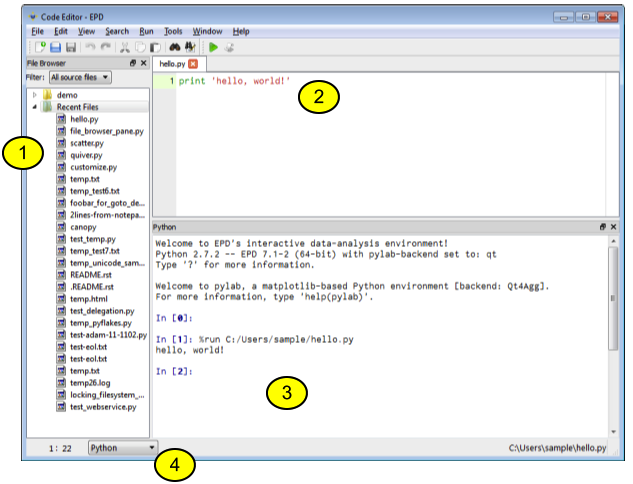 Code Editor - EPD
File Edit View Search Run Tools Window Help
File Browser
Filter: All source files
demo
Recent Files
hello.py
file_browser_pane.py
scatter.py
quiver.py
customize.py
temp.txt
temp_test6.txt
foobar_for_goto_de...
2lines-from-notepa...
canopy
test_temp.py
temp_test7.txt
temp_unicode_sam...
README.rst
.README.rst
temp.html
test_delegation.py
temp_pyflakes.py
test-adam-11-1102.py
test-eol.txt
test-eol.txt
temp.txt
temp26.log
locking_filesystem_...
test_webservice.py
1
hello.py
1 print 'hello, world!'
2
Python
Welcome to EPD's interactive data-analysis environment!
Python 2.7.2 -- EPD 7.1-2 (64-bit) with pylab-backend set to: qt
Type '?' for more information.
Welcome to pylab, a matplotlib-based Python environment [backend: Qt4Agg].
For more information, type 'help(pylab)'.
In [0]:
In [1]: %run C:/Users/sample/hello.py
hello, world!
In [2]:
3
1: 22 Python
4
C:\Users\sample\hello.py